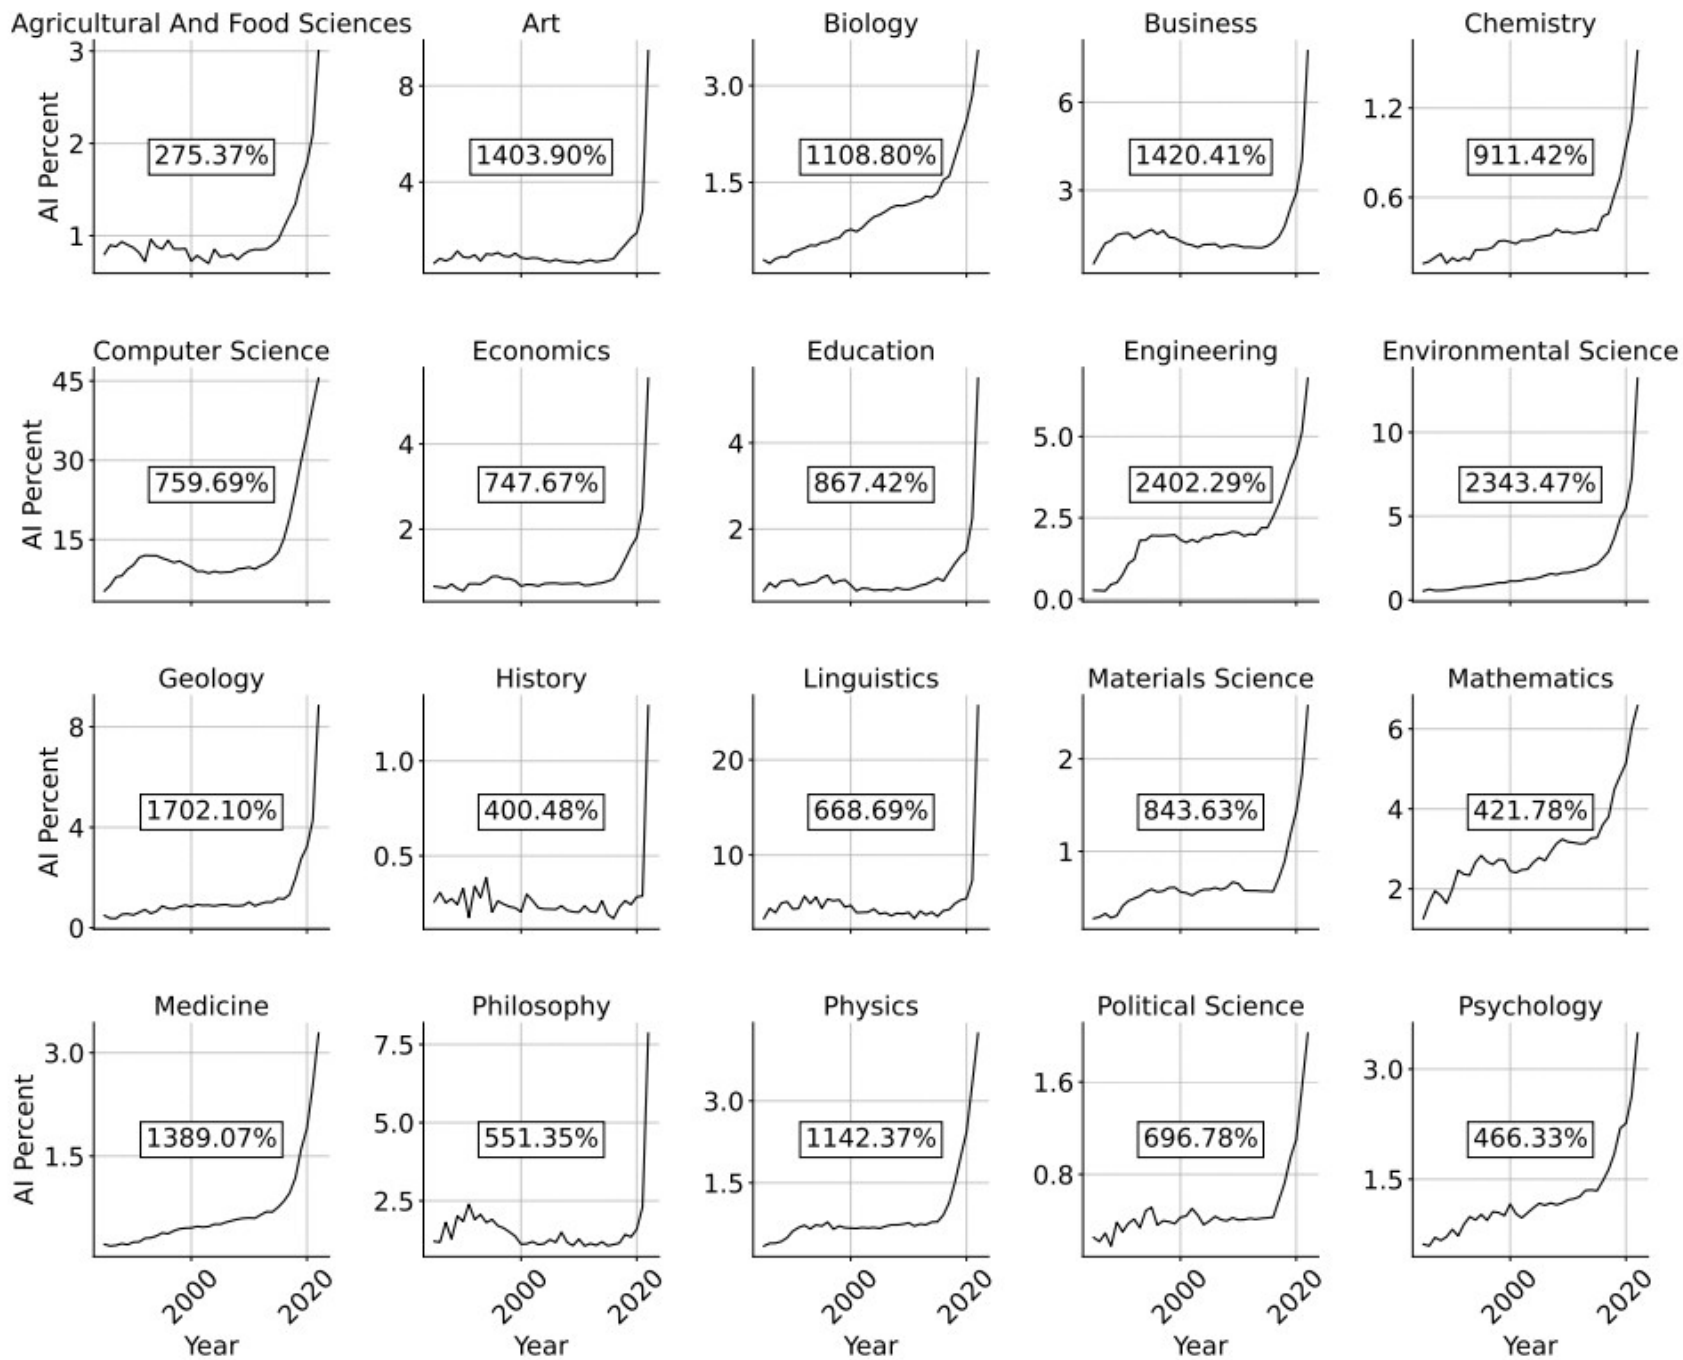 Agricultural And Food Sciences
3
2
1
AI Percent
275.37%
Art
8
4
1403.90%
Biology
3.0
1.5
1108.80%
Business
6
3
1420.41%
Chemistry
1.2
0.6
911.42%
Computer Science
45
30
15
AI Percent
759.69%
Economics
4
2
747.67%
Education
4
2
867.42%
Engineering
5.0
2.5
0.0
2402.29%
Environmental Science
10
5
0
2343.47%
Geology
8
4
0
AI Percent
1702.10%
History
1.0
0.5
400.48%
Linguistics
20
10
668.69%
Materials Science
2
1
843.63%
Mathematics
6
4
2
421.78%
Medicine
3.0
1.5
AI Percent
1389.07%
2000
2020
Year
Philosophy
7.5
5.0
2.5
551.35%
2000
2020
Year
Physics
3.0
1.5
1142.37%
2000
2020
Year
Political Science
1.6
0.8
696.78%
2000
2020
Year
Psychology
3.0
1.5
466.33%
2000
2020
Year